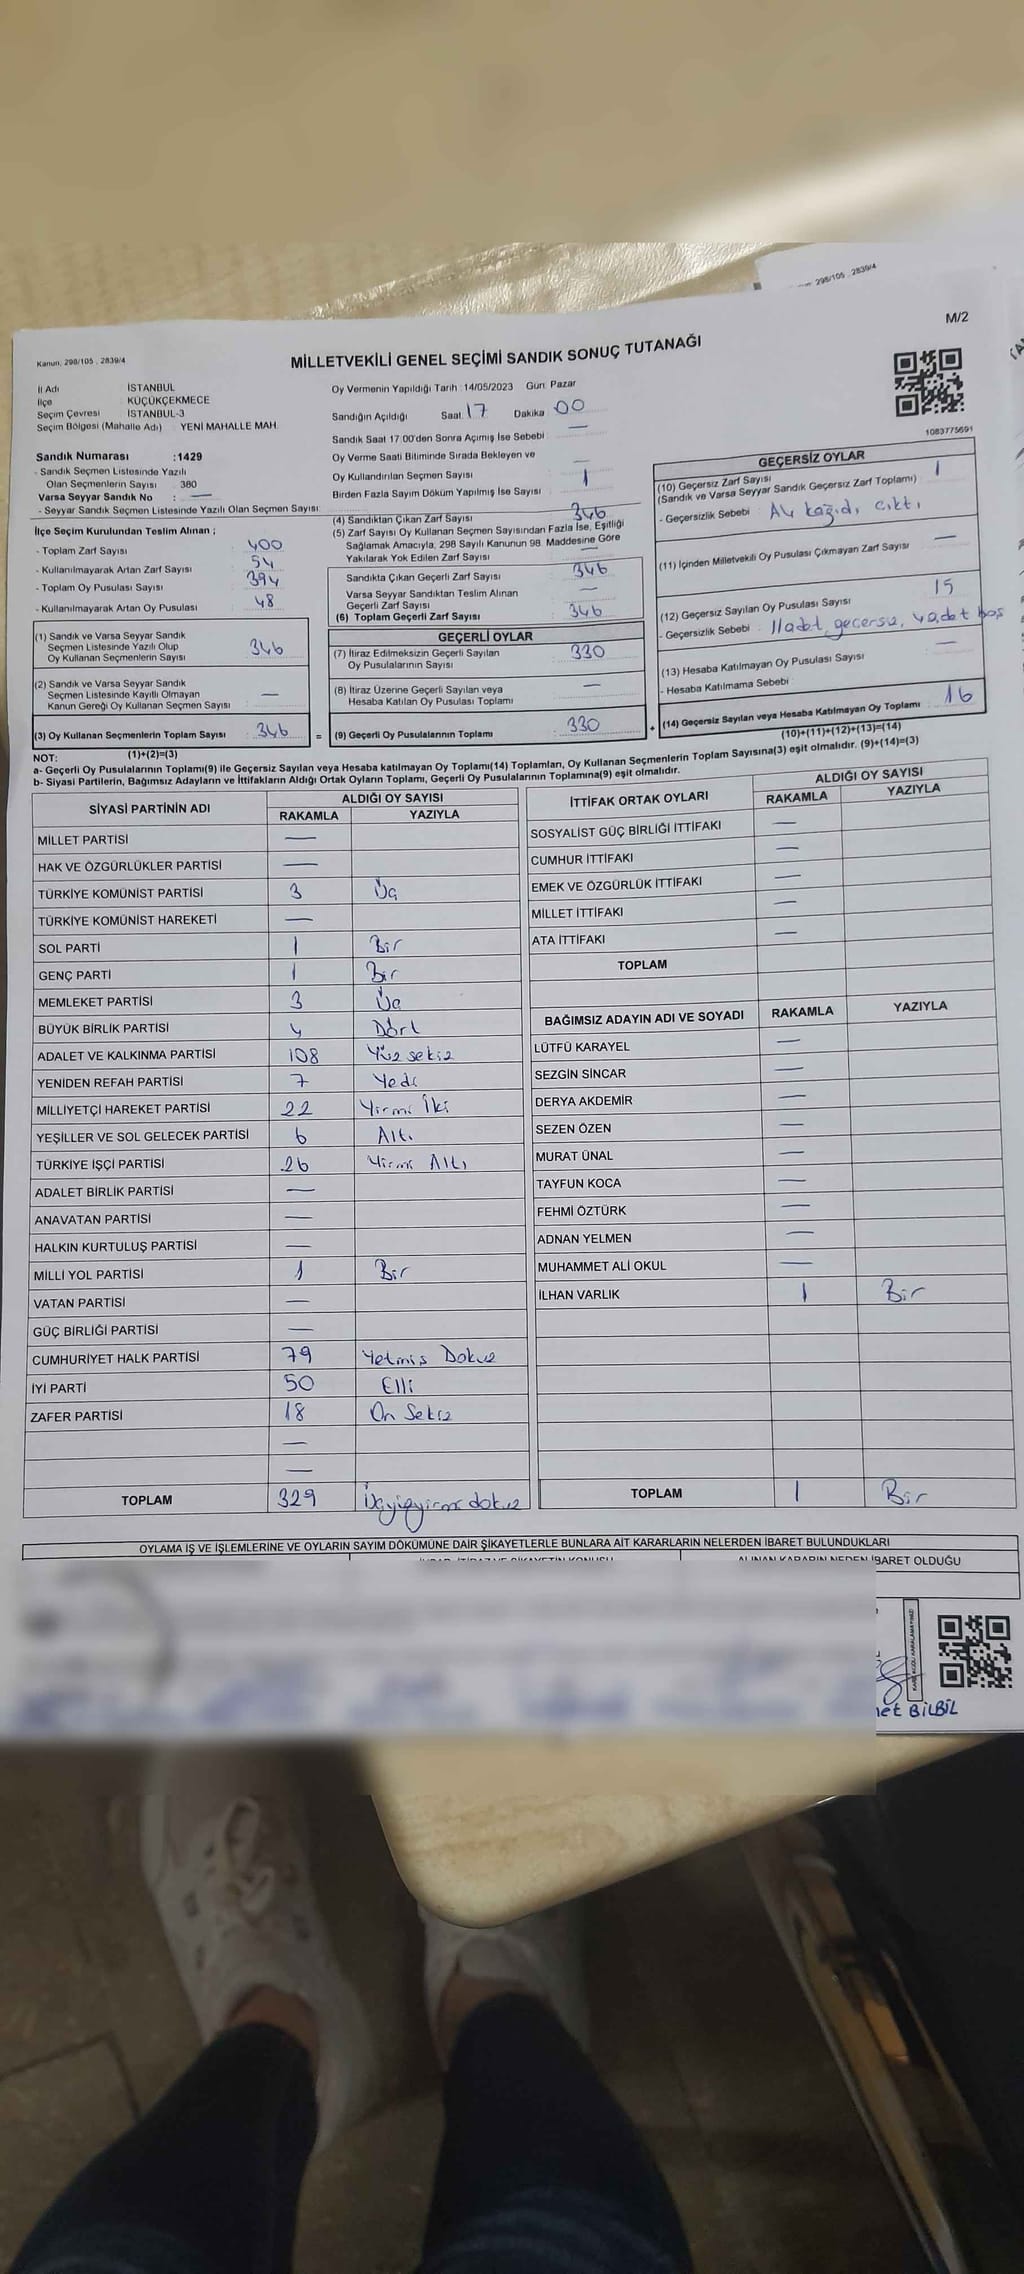 298/105 , 2839/4
M/2
Kanun, 298/105 , 2839/4
MİLLETVEKİLİ GENEL SEÇİMİ SANDIK SONUÇ TUTANAĞI
İl Adı İSTANBUL
İlçe KÜÇÜKÇEKMECE
Seçim Çevresi İSTANBUL-3
Seçim Bölgesi (Mahalle Adı) YENİ MAHALLE MAH.
Sandık Numarası :1429
- Sandık Seçmen Listesinde Yazılı
Olan Seçmenlerin Sayısı 380
Varsa Seyyar Sandık No : —
- Seyyar Sandık Seçmen Listesinde Yazılı Olan Seçmen Sayısı:
Oy Vermenin Yapıldığı Tarih :14/05/2023 Gün: Pazar
Sandığın Açıldığı Saat 17 Dakika 00
Sandık Saat 17:00'den Sonra Açımış İse Sebebi : —
Oy Verme Saati Bitiminde Sırada Bekleyen ve —
Oy Kullandırılan Seçmen Sayısı : 1
Birden Fazla Sayım Döküm Yapılmış İse Sayısı :
1083775691
İlçe Seçim Kurulundan Teslim Alınan ;
- Toplam Zarf Sayısı : 400
- Kullanılmayarak Artan Zarf Sayısı : 54
- Toplam Oy Pusulası Sayısı : 394
- Kullanılmayarak Artan Oy Pusulası : 48
(1) Sandık ve Varsa Seyyar Sandık
Seçmen Listesinde Yazılı Olup
Oy Kullanan Seçmenlerin Sayısı : 346
(2) Sandık ve Varsa Seyyar Sandık
Seçmen Listesinde Kayıtlı Olmayan
Kanun Gereği Oy Kullanan Seçmen Sayısı : —
(3) Oy Kullanan Seçmenlerin Toplam Sayısı : 346
(1)+(2)=(3)
(4) Sandıktan Çıkan Zarf Sayısı : 346
(5) Zarf Sayısı Oy Kullanan Seçmen Sayısından Fazla İse, Eşitliği
Sağlamak Amacıyla, 298 Sayılı Kanunun 98. Maddesine Göre
Yakılarak Yok Edilen Zarf Sayısı : —
Sandıkta Çıkan Geçerli Zarf Sayısı : 346
Varsa Seyyar Sandıktan Teslim Alınan
Geçerli Zarf Sayısı : —
(6) Toplam Geçerli Zarf Sayısı : 346
GEÇERLİ OYLAR
(7) İtiraz Edilmeksizin Geçerli Sayılan
Oy Pusulalarının Sayısı : 330
(8) İtiraz Üzerine Geçerli Sayılan veya
Hesaba Katılan Oy Pusulası Toplamı : —
= (9) Geçerli Oy Pusulalarının Toplamı : 330 +
GEÇERSİZ OYLAR
(10) Geçersiz Zarf Sayısı
(Sandık ve Varsa Seyyar Sandık Geçersiz Zarf Toplamı) : 1
- Geçersizlik Sebebi : A4 kağıdı çıktı
(11) İçinden Milletvekili Oy Pusulası Çıkmayan Zarf Sayısı : —
(12) Geçersiz Sayılan Oy Pusulası Sayısı : 15
- Geçersizlik Sebebi : 11 adet geçersiz, 4 adet boş
(13) Hesaba Katılmayan Oy Pusulası Sayısı : —
- Hesaba Katılmama Sebebi :
(14) Geçersiz Sayılan veya Hesaba Katılmayan Oy Toplamı : 16
(10)+(11)+(12)+(13)=(14)
NOT:
a- Geçerli Oy Pusulalarının Toplamı(9) ile Geçersiz Sayılan veya Hesaba katılmayan Oy Toplamı(14) Toplamları, Oy Kullanan Seçmenlerin Toplam Sayısına(3) eşit olmalıdır. (9)+(14)=(3)
b- Siyasi Partilerin, Bağımsız Adayların ve İttifakların Aldığı Ortak Oyların Toplamı, Geçerli Oy Pusulalarının Toplamına(9) eşit olmalıdır.
SİYASİ PARTİNİN ADI ALDIĞI OY SAYISI
RAKAMLA YAZIYLA
MİLLET PARTİSİ —
HAK VE ÖZGÜRLÜKLER PARTİSİ —
TÜRKİYE KOMÜNİST PARTİSİ 3 Üç
TÜRKİYE KOMÜNİST HAREKETİ —
SOL PARTİ 1 Bir
GENÇ PARTİ 1 Bir
MEMLEKET PARTİSİ 3 Üç
BÜYÜK BİRLİK PARTİSİ 4 Dört
ADALET VE KALKINMA PARTİSİ 108 Yüz sekiz
YENİDEN REFAH PARTİSİ 7 Yedi
MİLLİYETÇİ HAREKET PARTİSİ 22 Yirmi İki
YEŞİLLER VE SOL GELECEK PARTİSİ 6 Altı
TÜRKİYE İŞÇİ PARTİSİ 26 Yirmi Altı
ADALET BİRLİK PARTİSİ —
ANAVATAN PARTİSİ —
HALKIN KURTULUŞ PARTİSİ —
MİLLİ YOL PARTİSİ 1 Bir
VATAN PARTİSİ —
GÜÇ BİRLİĞİ PARTİSİ —
CUMHURİYET HALK PARTİSİ 79 Yetmiş Dokuz
İYİ PARTİ 50 Elli
ZAFER PARTİSİ 18 On Sekiz
—
—
TOPLAM 329 Üçyüzyirmidokuz
İTTİFAK ORTAK OYLARI ALDIĞI OY SAYISI
RAKAMLA YAZIYLA
SOSYALİST GÜÇ BİRLİĞİ İTTİFAKI —
CUMHUR İTTİFAKI —
EMEK VE ÖZGÜRLÜK İTTİFAKI —
MİLLET İTTİFAKI —
ATA İTTİFAKI —
TOPLAM
BAĞIMSIZ ADAYIN ADI VE SOYADI RAKAMLA YAZIYLA
LÜTFÜ KARAYEL —
SEZGİN SİNCAR —
DERYA AKDEMİR —
SEZEN ÖZEN —
MURAT ÜNAL —
TAYFUN KOCA —
FEHMİ ÖZTÜRK —
ADNAN YELMEN —
MUHAMMET ALİ OKUL —
İLHAN VARLIK 1 Bir
TOPLAM 1 Bir
OYLAMA İŞ VE İŞLEMLERİNE VE OYLARIN SAYIM DÖKÜMÜNE DAİR ŞİKAYETLERLE BUNLARA AİT KARARLARIN NELERDEN İBARET BULUNDUKLARI
ALINAN KARARIN NEDEN İBARET OLDUĞU
BİLBİL